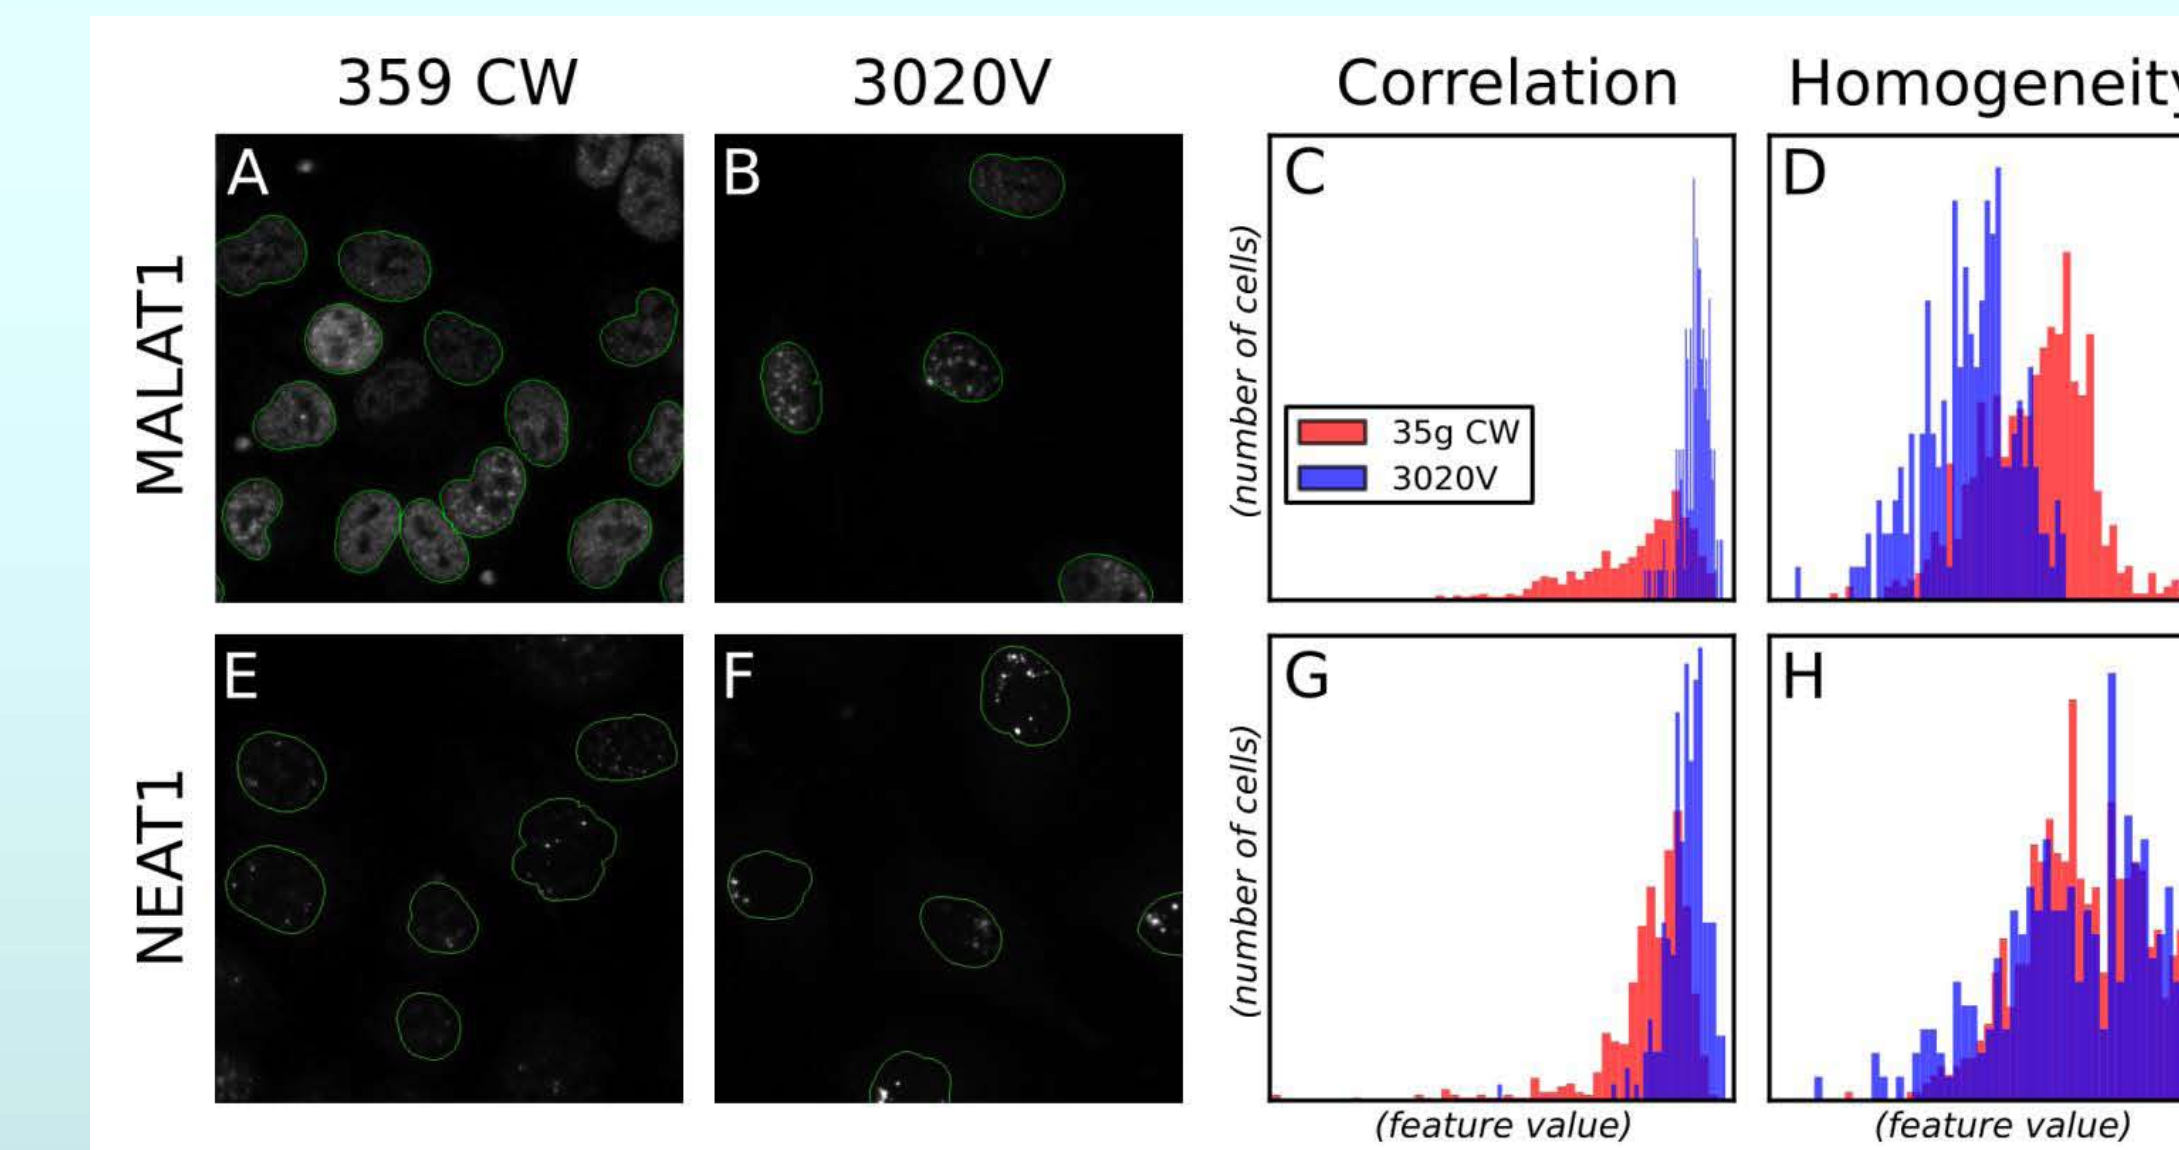 359 CW
3020V
Correlation
Homogeneity
MALAT1
A
B
C
D
(number of cells)
35g CW
3020V
NEAT1
E
F
G
H
(number of cells)
(feature value)
(feature value)